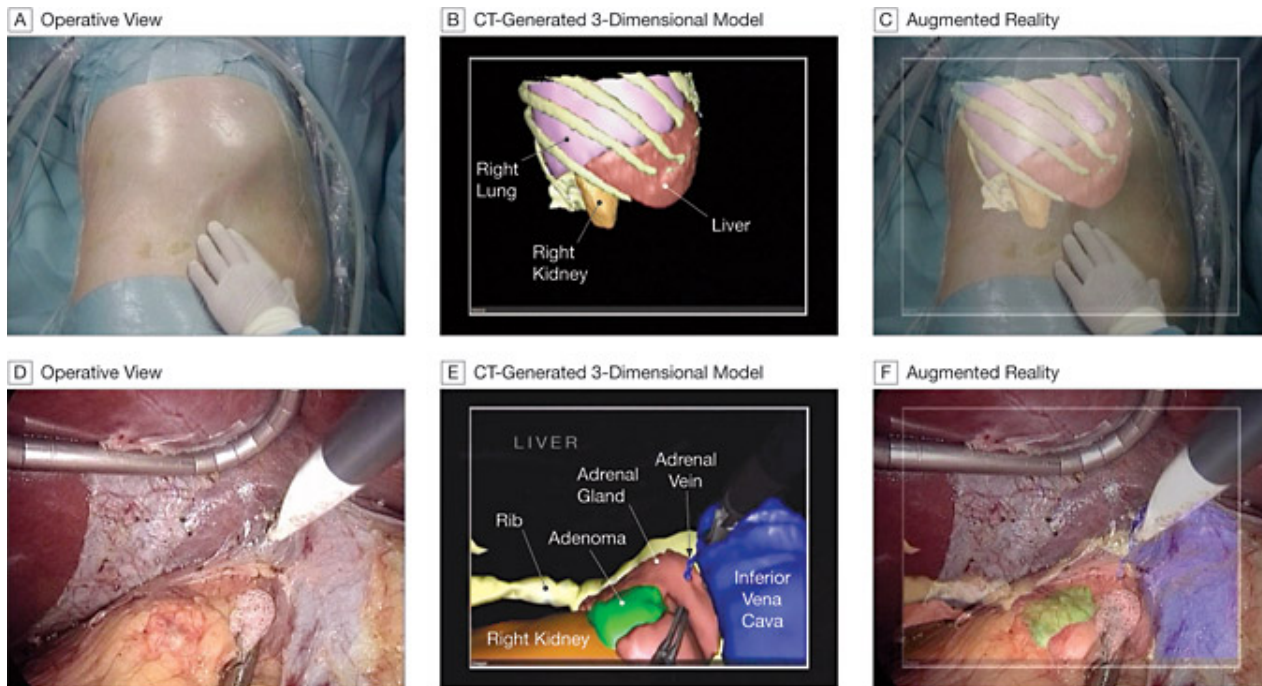 A Operative View
B CT-Generated 3-Dimensional Model
C Augmented Reality
Right
Lung
Right
Kidney
Liver
D Operative View
E CT-Generated 3-Dimensional Model
F Augmented Reality
LIVER
Adrenal
Gland
Adrenal
Vein
Rib
Adenoma
Inferior
Vena
Cava
Right Kidney